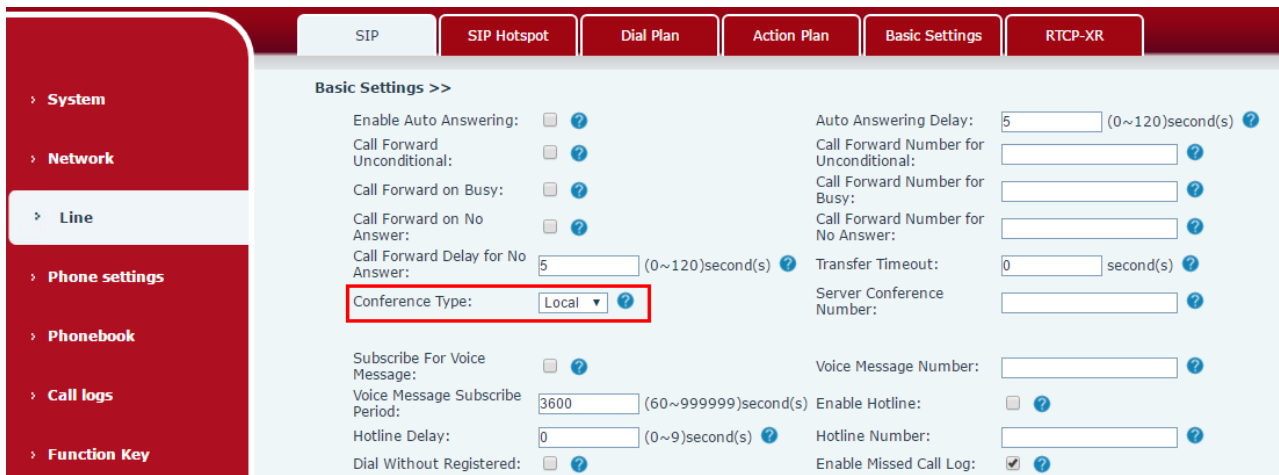 SIP SIP Hotspot Dial Plan Action Plan Basic Settings RTCP-XR
› System
› Network
› Line
› Phone settings
› Phonebook
› Call logs
› Function Key
Basic Settings >>
Enable Auto Answering: ? Auto Answering Delay: 5 (0~120)second(s) ?
Call Forward
Unconditional: ? Call Forward Number for
Unconditional: ?
Call Forward on Busy: ? Call Forward Number for
Busy: ?
Call Forward on No
Answer: ? Call Forward Number for
No Answer: ?
Call Forward Delay for No
Answer: 5 (0~120)second(s) ? Transfer Timeout: 0 second(s) ?
Conference Type: Local ? Server Conference
Number: ?
Subscribe For Voice
Message: ? Voice Message Number: ?
Voice Message Subscribe
Period: 3600 (60~999999)second(s) Enable Hotline: ?
Hotline Delay: 0 (0~9)second(s) ? Hotline Number: ?
Dial Without Registered: ? Enable Missed Call Log: ?